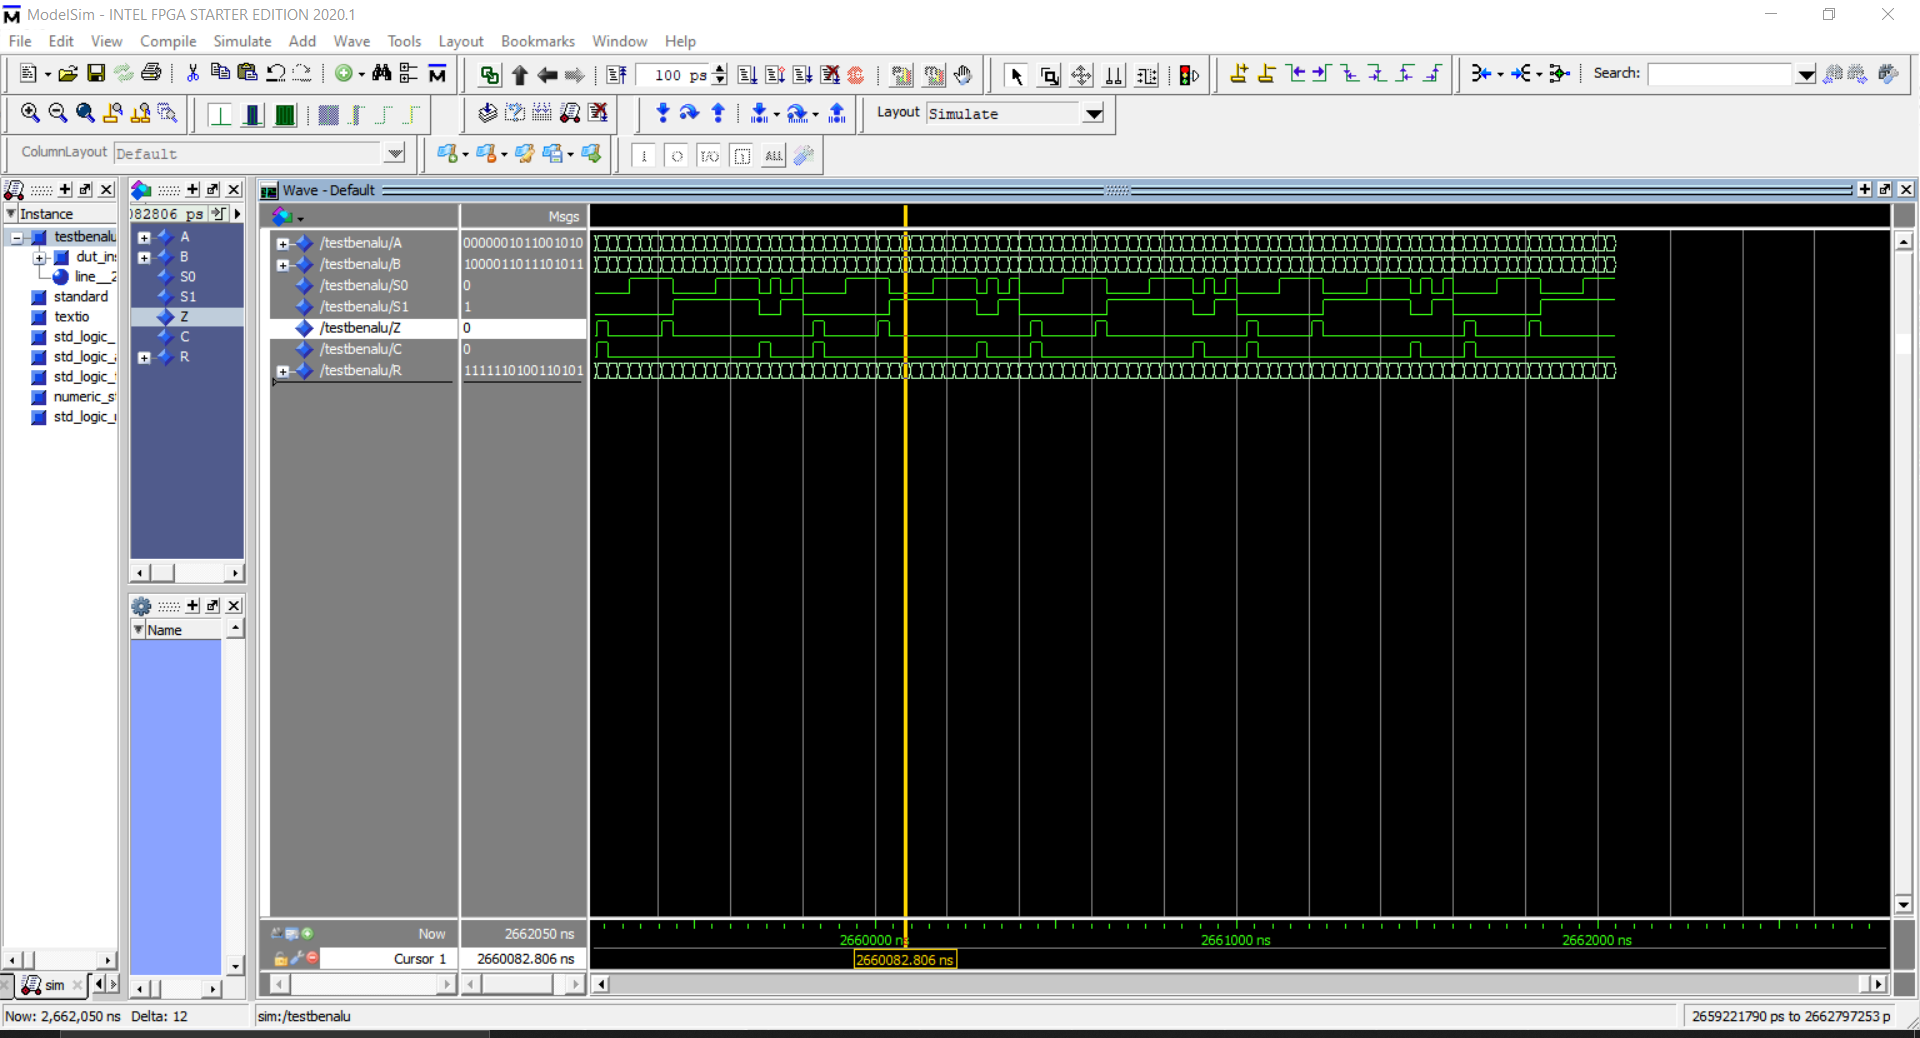 ModelSim - INTEL FPGA STARTER EDITION 2020.1
File Edit View Compile Simulate Add Wave Tools Layout Bookmarks Window Help
100 ps
Search:
Layout Simulate
ColumnLayout Default
ALL
Wave - Default
Instance
82806 ps
Msgs
testbenalu
dut_ins
line__2
standard
textio
std_logic_
std_logic_a
std_logic_
numeric_s
std_logic_
A
B
S0
S1
Z
C
R
/testbenalu/A 0000001011001010
/testbenalu/B 1000011011101011
/testbenalu/S0 0
/testbenalu/S1 1
/testbenalu/Z 0
/testbenalu/C 0
/testbenalu/R 1111110100110101
Name
Now 2662050 ns
Cursor 1 2660082.806 ns
2660000 ns
2661000 ns
2662000 ns
2660082.806 ns
sim
Now: 2,662,050 ns Delta: 12
sim:/testbenalu
2659221790 ps to 2662797253 p